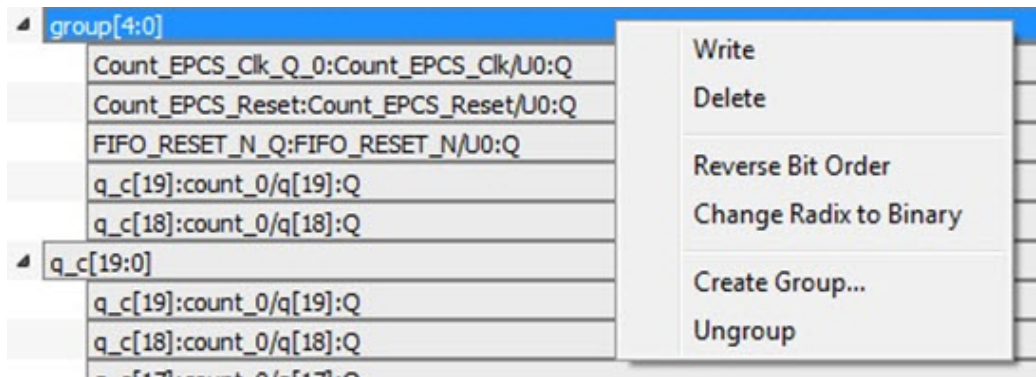 group[4:0]
Count_EPCS_Clk_Q_0:Count_EPCS_Clk/U0:Q
Count_EPCS_Reset:Count_EPCS_Reset/U0:Q
FIFO_RESET_N_Q:FIFO_RESET_N/U0:Q
q_c[19]:count_0/q[19]:Q
q_c[18]:count_0/q[18]:Q
q_c[19:0]
q_c[19]:count_0/q[19]:Q
q_c[18]:count_0/q[18]:Q
Write
Delete
Reverse Bit Order
Change Radix to Binary
Create Group...
Ungroup